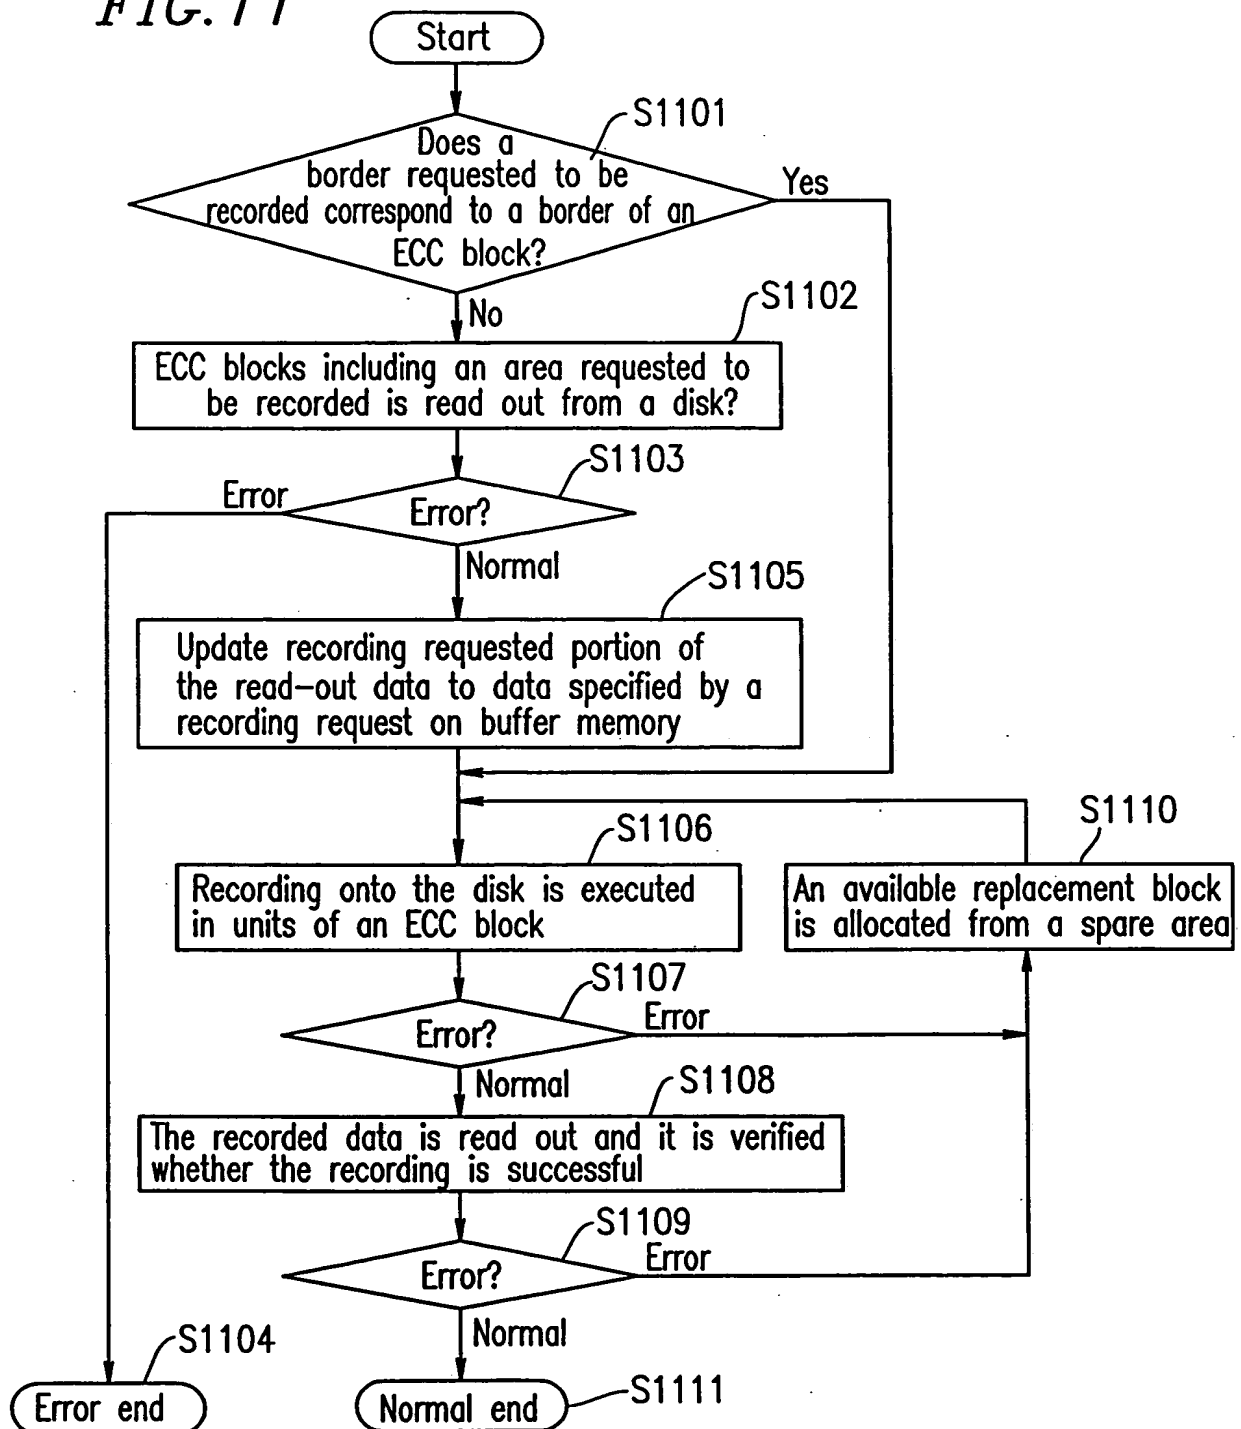 FIG. 11
Start
S1101
Does a
border requested to be
recorded correspond to a border of an
ECC block?
Yes
No
S1102
ECC blocks including an area requested to
be recorded is read out from a disk?
S1103
Error
Error?
Normal
S1105
Update recording requested portion of
the read-out data to data specified by a
recording request on buffer memory
S1106
S1110
Recording onto the disk is executed
in units of an ECC block
An available replacement block
is allocated from a spare area
S1107
Error?
Error
Normal
S1108
The recorded data is read out and it is verified
whether the recording is successful
S1109
Error?
Error
Normal
S1104
Error end
S1111
Normal end